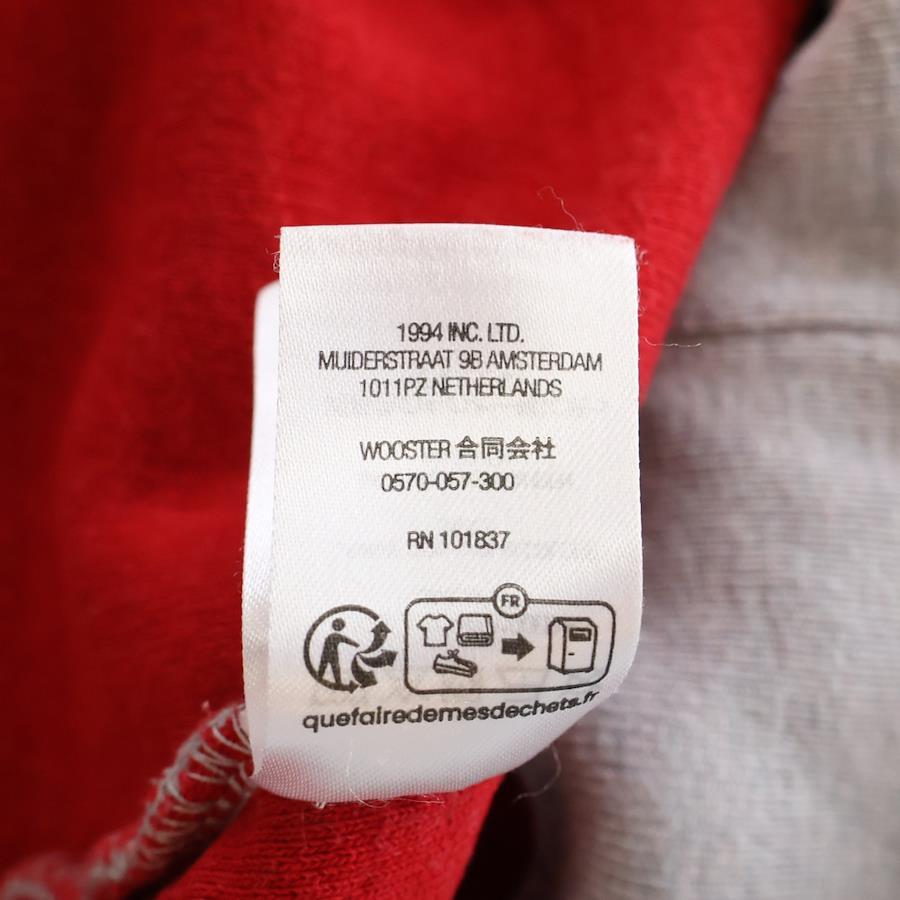 1994 INC. LTD.
MUIDERSTRAAT 9B AMSTERDAM
1011PZ NETHERLANDS
WOOSTER 合同会社
0570-057-300
RN 101837
FR
quefairedemesdechets.fr